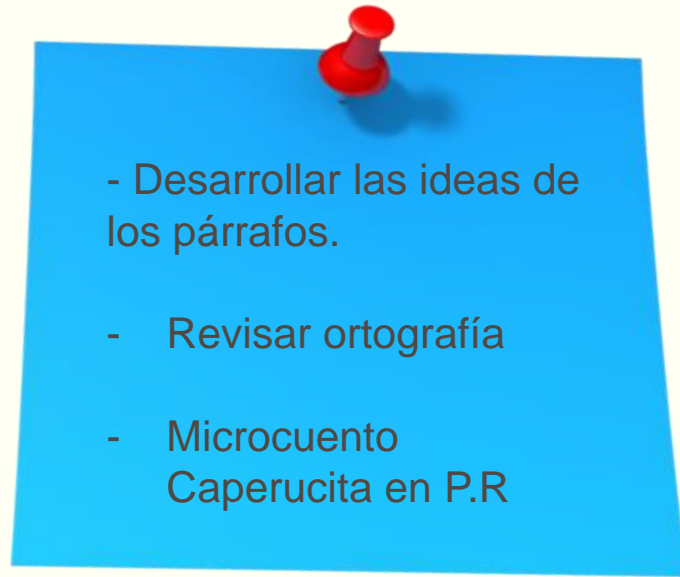 - Desarrollar las ideas de
los párrafos.
- Revisar ortografía
- Microcuento
Caperucita en P.R